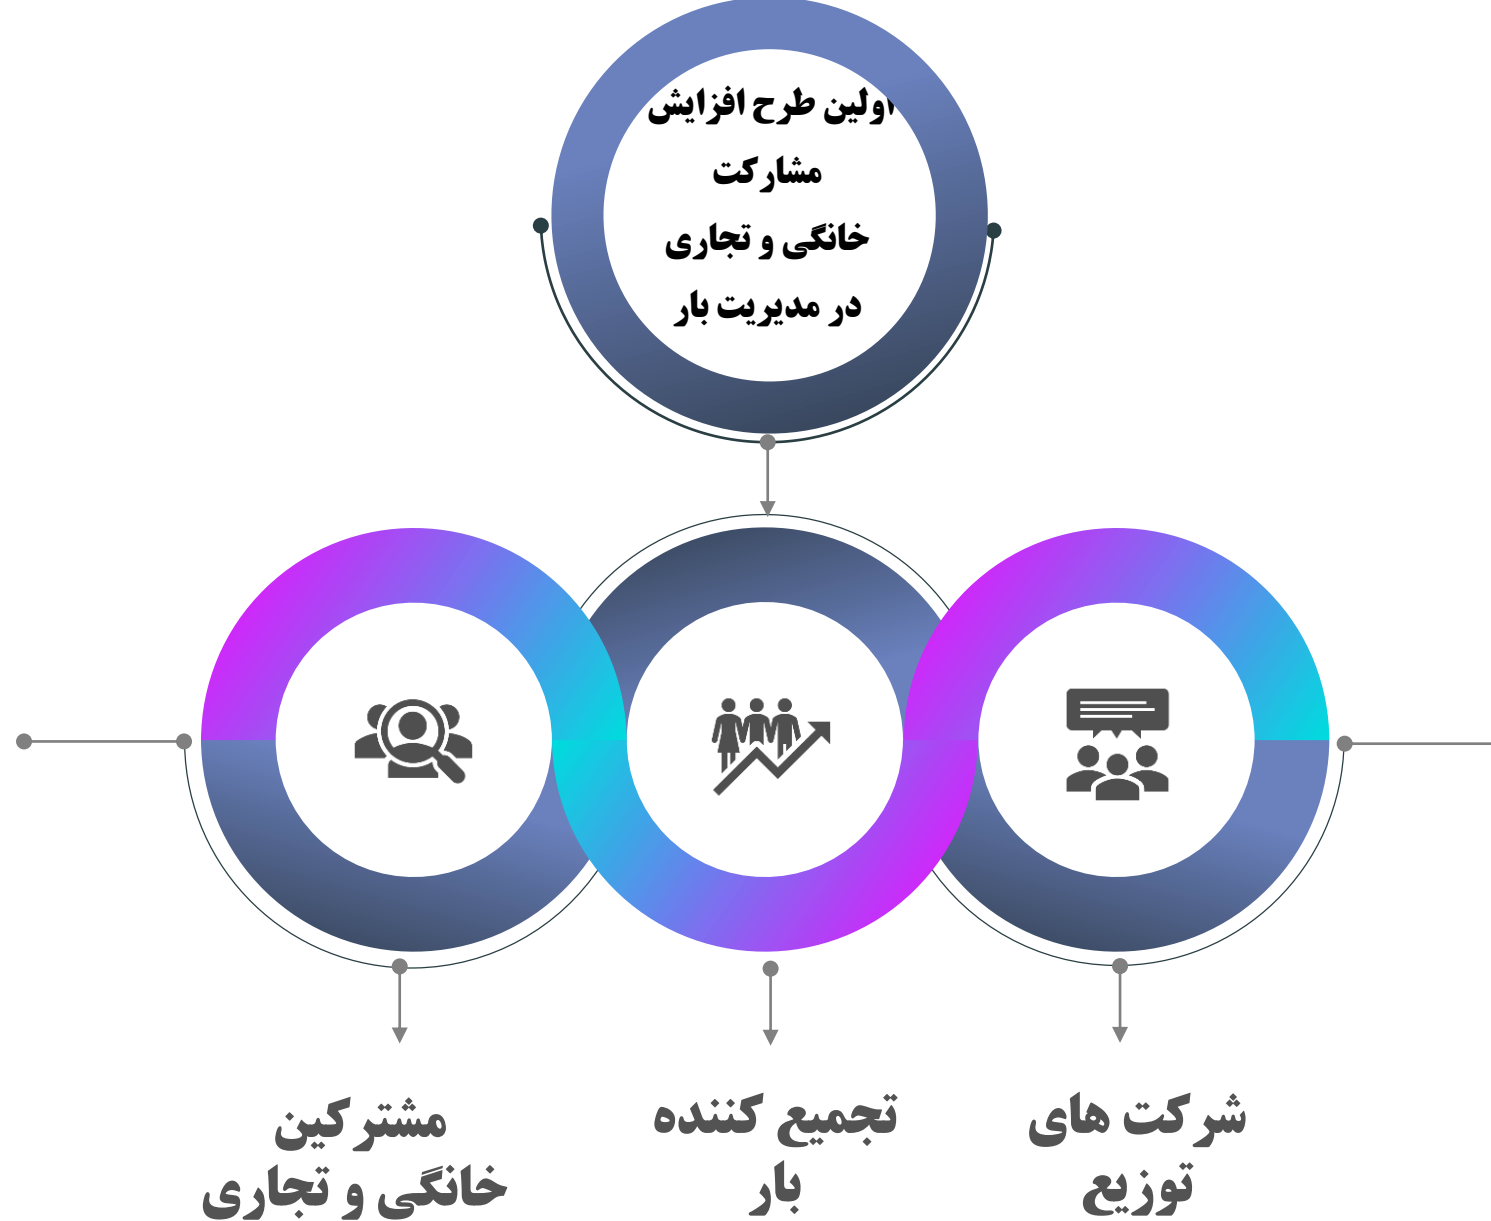 اولین طرح افزایش
مشارکت
خانگی و تجاری
در مدیریت بار
شرکت های
توزیع
تجمیع کننده
بار
مشترکین
خانگی و تجاری